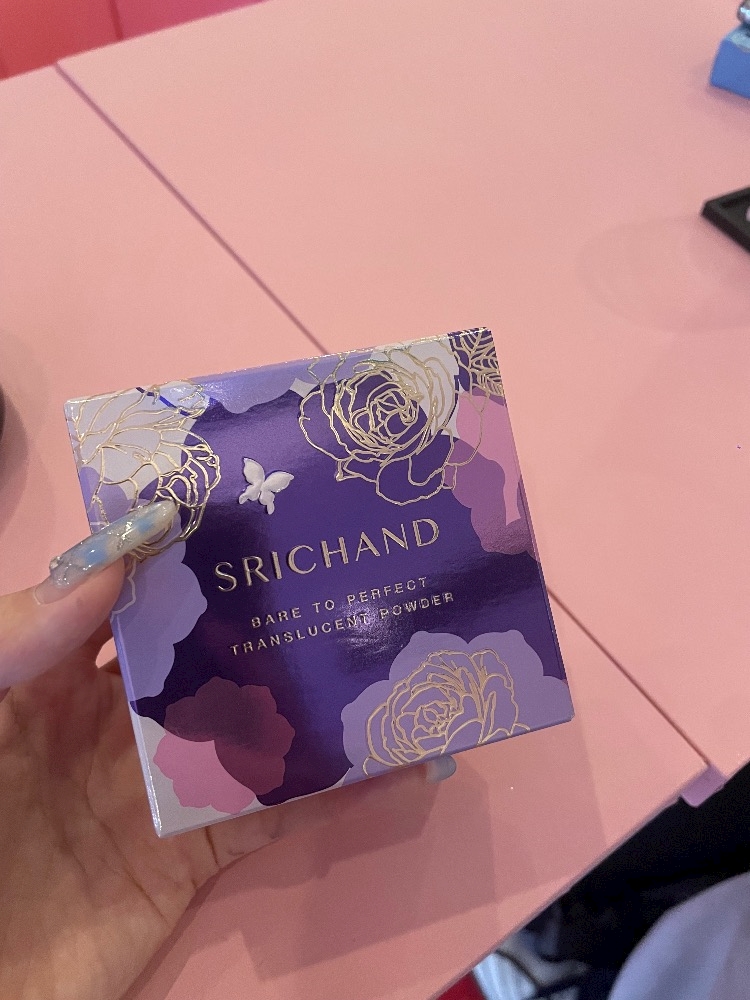 SRICHAND
BARE TO PERFECT
TRANSLUCENT POWDER